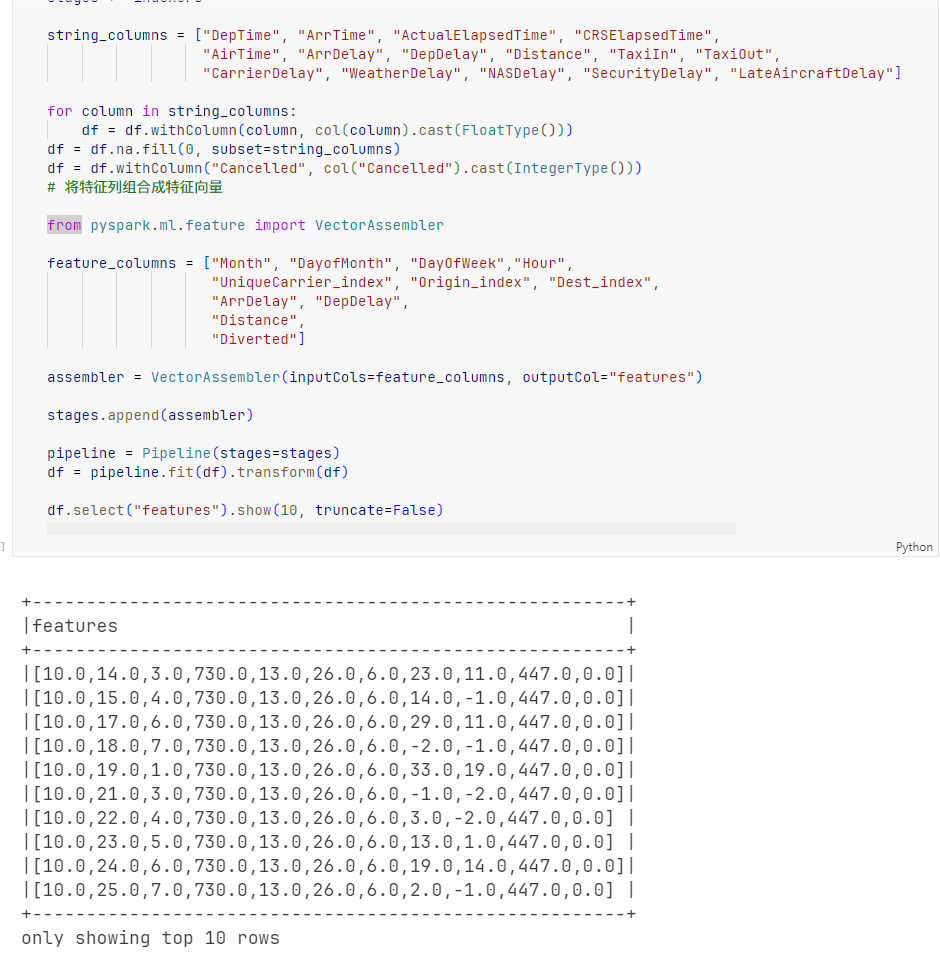 stages += indexers
string_columns = ["DepTime", "ArrTime", "ActualElapsedTime", "CRSElapsedTime",
"AirTime", "ArrDelay", "DepDelay", "Distance", "TaxiIn", "TaxiOut",
"CarrierDelay", "WeatherDelay", "NASDelay", "SecurityDelay", "LateAircraftDelay"]
for column in string_columns:
df = df.withColumn(column, col(column).cast(FloatType()))
df = df.na.fill(0, subset=string_columns)
df = df.withColumn("Cancelled", col("Cancelled").cast(IntegerType()))
# 将特征列组合成特征向量
from pyspark.ml.feature import VectorAssembler
feature_columns = ["Month", "DayofMonth", "DayOfWeek","Hour",
"UniqueCarrier_index", "Origin_index", "Dest_index",
"ArrDelay", "DepDelay",
"Distance",
"Diverted"]
assembler = VectorAssembler(inputCols=feature_columns, outputCol="features")
stages.append(assembler)
pipeline = Pipeline(stages=stages)
df = pipeline.fit(df).transform(df)
df.select("features").show(10, truncate=False)
]
Python
+-------------------------------------------------------+
|features                                               |
+-------------------------------------------------------+
|[10.0,14.0,3.0,730.0,13.0,26.0,6.0,23.0,11.0,447.0,0.0]|
|[10.0,15.0,4.0,730.0,13.0,26.0,6.0,14.0,-1.0,447.0,0.0]|
|[10.0,17.0,6.0,730.0,13.0,26.0,6.0,29.0,11.0,447.0,0.0]|
|[10.0,18.0,7.0,730.0,13.0,26.0,6.0,-2.0,-1.0,447.0,0.0]|
|[10.0,19.0,1.0,730.0,13.0,26.0,6.0,33.0,19.0,447.0,0.0]|
|[10.0,21.0,3.0,730.0,13.0,26.0,6.0,-1.0,-2.0,447.0,0.0]|
|[10.0,22.0,4.0,730.0,13.0,26.0,6.0,3.0,-2.0,447.0,0.0] |
|[10.0,23.0,5.0,730.0,13.0,26.0,6.0,13.0,1.0,447.0,0.0] |
|[10.0,24.0,6.0,730.0,13.0,26.0,6.0,19.0,14.0,447.0,0.0]|
|[10.0,25.0,7.0,730.0,13.0,26.0,6.0,2.0,-1.0,447.0,0.0] |
+-------------------------------------------------------+
only showing top 10 rows